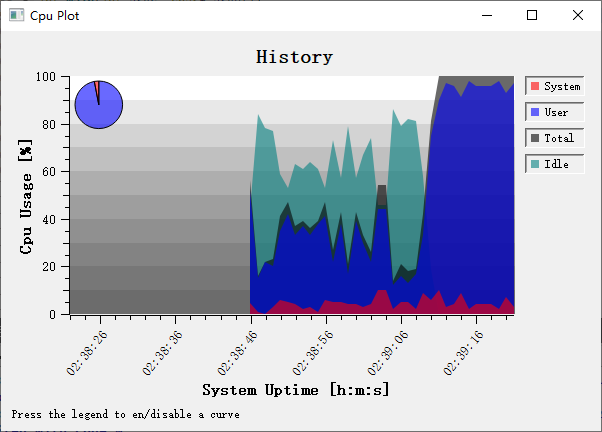 Cpu Plot
History
System
User
Total
Idle
Cpu Usage [%]
100
80
60
40
20
0
02:38:26
02:38:36
02:38:46
02:38:56
02:39:06
02:39:16
System Uptime [h:m:s]
Press the legend to en/disable a curve